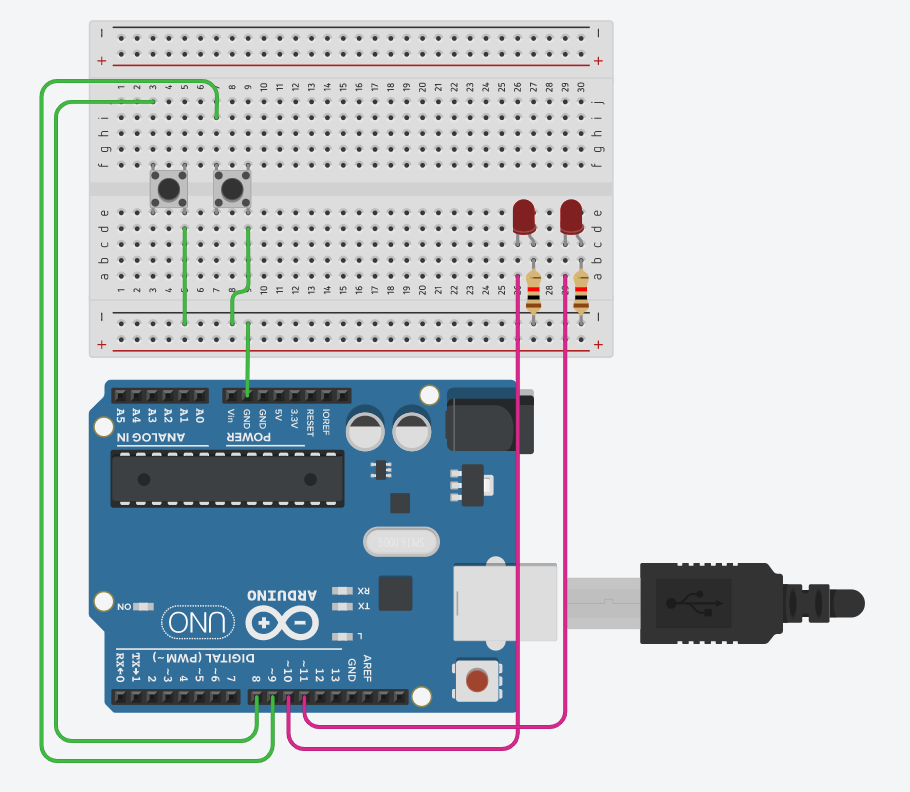 − −
+ +
1 2 3 4 5 6 7 8 9 10 11 12 13 14 15 16 17 18 19 20 21 22 23 24 25 26 27 28 29 30
j j
i i
h h
g g
f f
e e
d d
c c
b b
a a
1 2 3 4 5 6 7 8 9 10 11 12 13 14 15 16 17 18 19 20 21 22 23 24 25 26 27 28 29 30
− −
+ +
A5 A4 A3 A2 A1 A0 Vin GND GND 5V 3.3V RESET IOREF
ANALOG IN POWER
RX
TX
ON
ARDUINO
UNO
L
DIGITAL (PWM~)
RX←0 TX→1 2 ~3 4 ~5 ~6 7 8 ~9 ~10 ~11 12 13 GND AREF